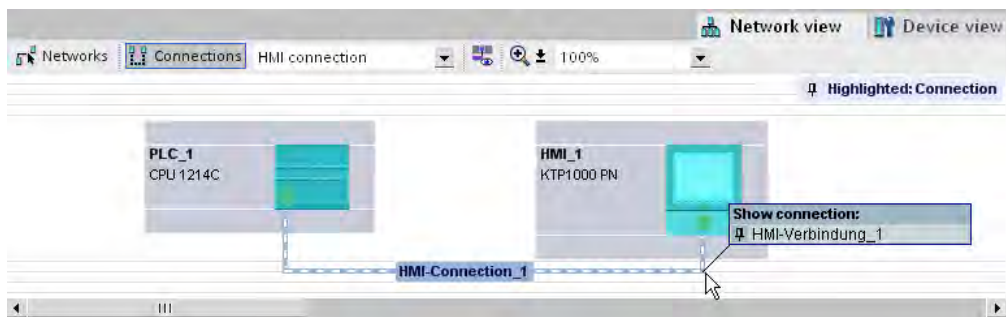 Network view Device view
Networks Connections HMI connection 100%
Highlighted: Connection
PLC_1
CPU 1214C
HMI_1
KTP1000 PN
Show connection:
HMI-Verbindung_1
HMI-Connection_1